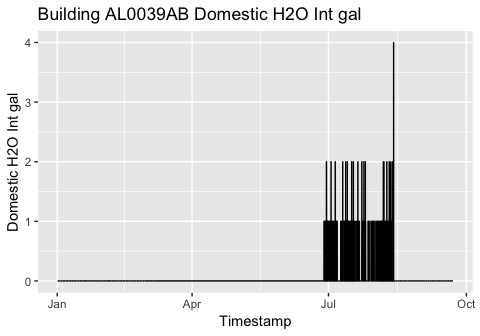 Building AL0039AB Domestic H2O Int gal
Domestic H2O Int gal
4
3
2
1
0
Jan
Apr
Jul
Oct
Timestamp